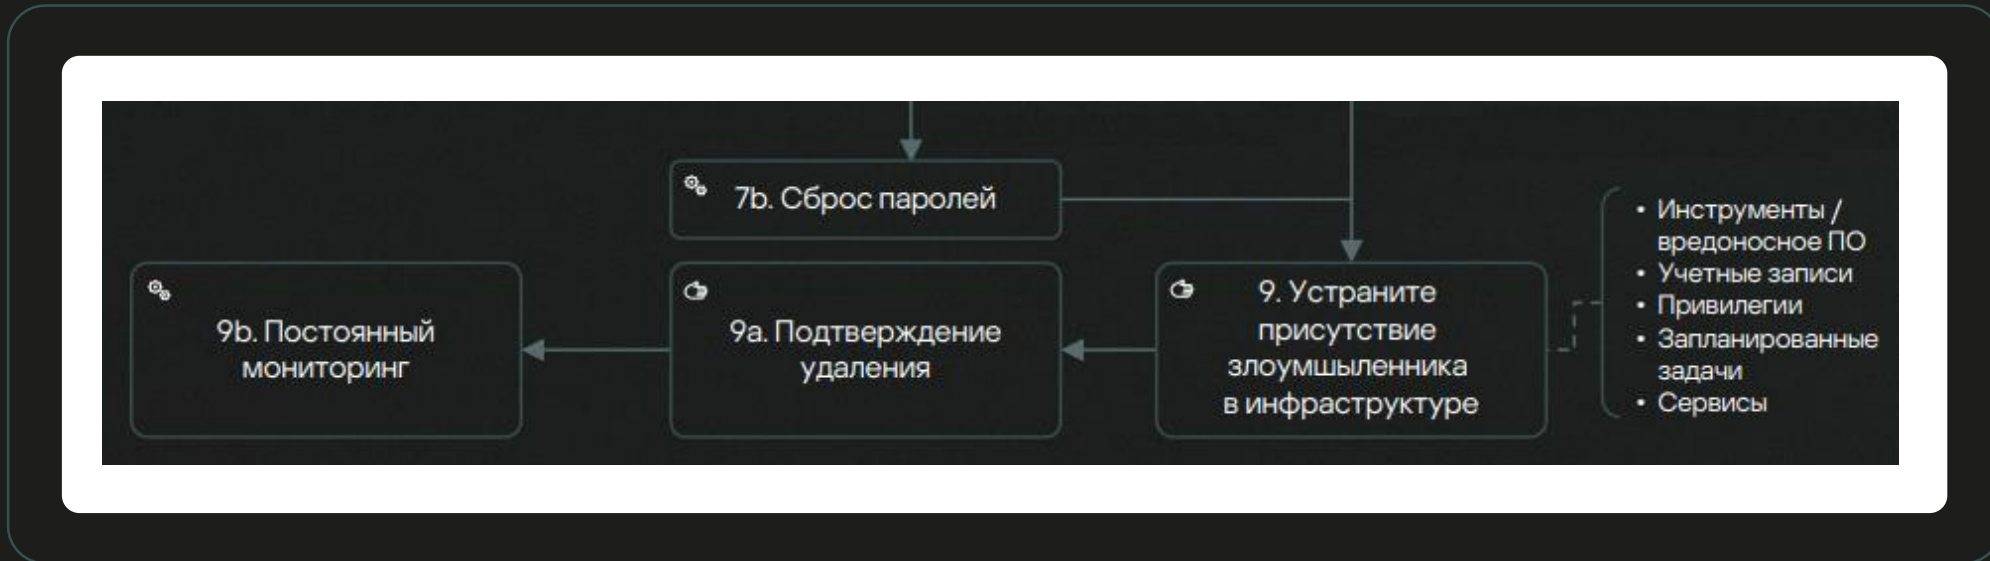 7b. Сброс паролей
9b. Постоянный
мониторинг
9a. Подтверждение
удаления
9. Устраните
присутствие
злоумшыленника
в инфраструктуре
• Инструменты /
вредоносное ПО
• Учетные записи
• Привилегии
• Запланированные
задачи
• Сервисы